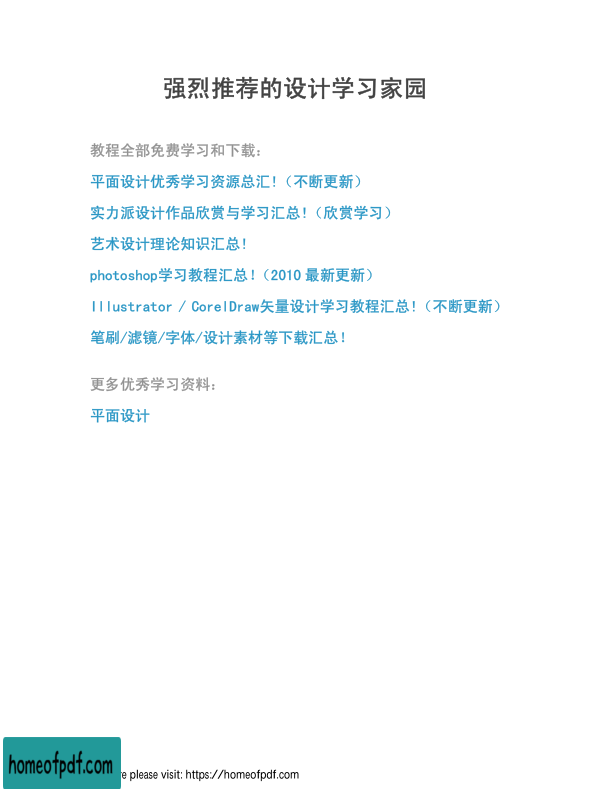 强烈推荐的设计学习家园
教程全部免费学习和下载：
平面设计优秀学习资源总汇！（不断更新）
实力派设计作品欣赏与学习汇总！（欣赏学习）
艺术设计理论知识汇总！
photoshop学习教程汇总！（2010 最新更新）
Illustrator / CorelDraw矢量设计学习教程汇总！（不断更新）
笔刷/滤镜/字体/设计素材等下载汇总！
更多优秀学习资料：
平面设计
homeofpdf.com
please visit: https://homeofpdf.com